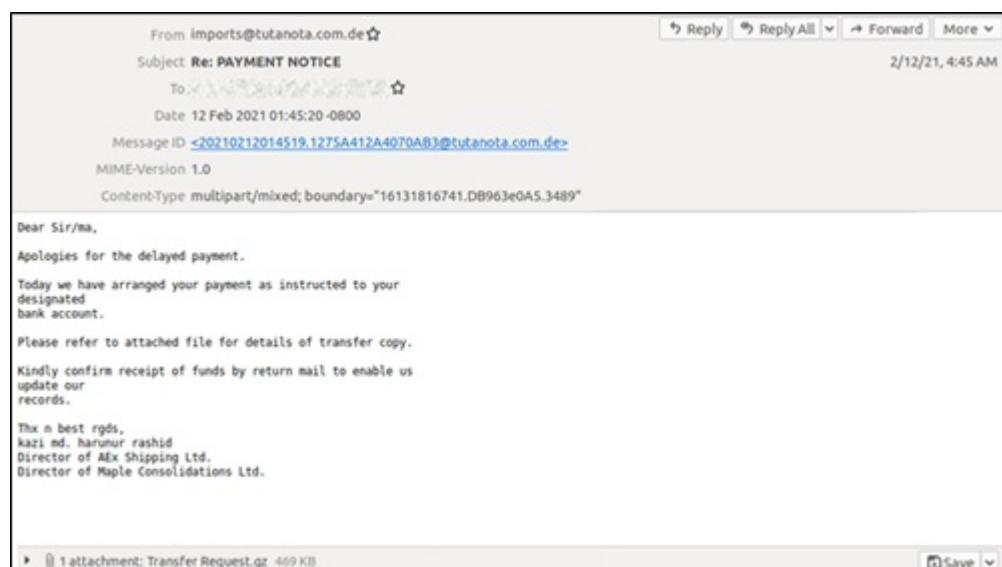 From imports@tutanota.com.de
Reply Reply All Forward More
Subject Re: PAYMENT NOTICE
2/12/21, 4:45 AM
To
Date 12 Feb 2021 01:45:20 -0800
Message ID <20210212014519.1275A412A4070AB3@tutanota.com.de>
MIME-Version 1.0
Content-Type multipart/mixed; boundary="16131816741.DB963e0A5.3489"
Dear Sir/ma,
Apologies for the delayed payment.
Today we have arranged your payment as instructed to your
designated
bank account.
Please refer to attached file for details of transfer copy.
Kindly confirm receipt of funds by return mail to enable us
update our
records.
Thx n best rgds,
kazi md. harunur rashid
Director of AEx Shipping Ltd.
Director of Maple Consolidations Ltd.
1 attachment: Transfer Request.gz 469 KB
Save